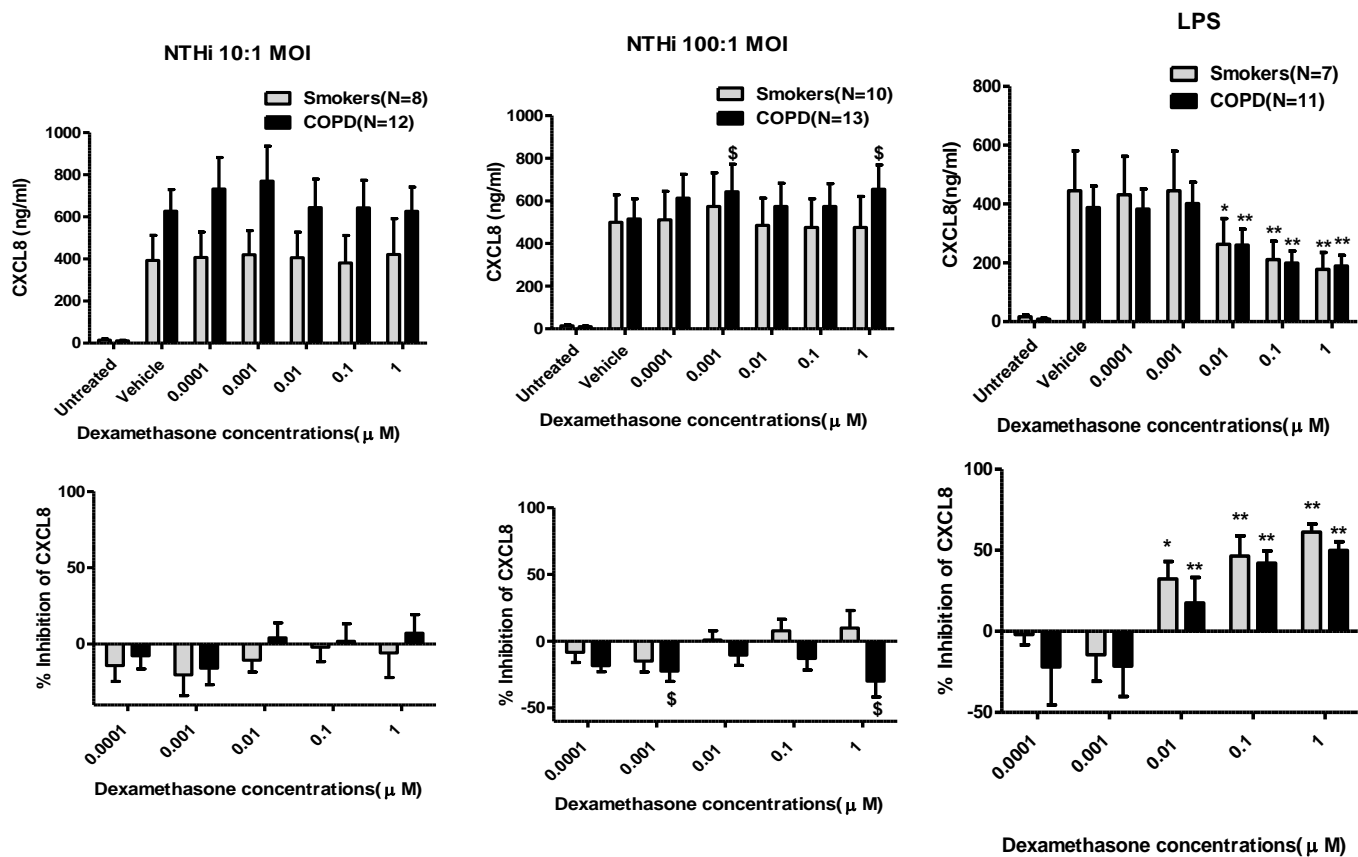 NTHi 10:1 MOI
Smokers(N=8)
COPD(N=12)
CXCL8 (ng/ml)
1000
800
600
400
200
0
Untreated
Vehicle
0.0001
0.001
0.01
0.1
1
Dexamethasone concentrations( μ M)
NTHi 100:1 MOI
Smokers(N=10)
COPD(N=13)
CXCL8 (ng/ml)
1000
800
600
400
200
0
$
$
Untreated
Vehicle
0.0001
0.001
0.01
0.1
1
Dexamethasone concentrations( μ M)
LPS
Smokers(N=7)
COPD(N=11)
CXCL8(ng/ml)
800
600
400
200
0
* ** ** ** ** **
Untreated
Vehicle
0.0001
0.001
0.01
0.1
1
Dexamethasone concentrations( μ M)
% Inhibition of CXCL8
100
50
0
0.0001
0.001
0.01
0.1
1
Dexamethasone concentrations( μ M)
% Inhibition of CXCL8
100
50
0
-50
$
$
0.0001
0.001
0.01
0.1
1
Dexamethasone concentrations( μ M)
% Inhibition of CXCL8
100
50
0
-50
* ** ** ** ** **
0.0001
0.001
0.01
0.1
1
Dexamethasone concentrations( μ M)